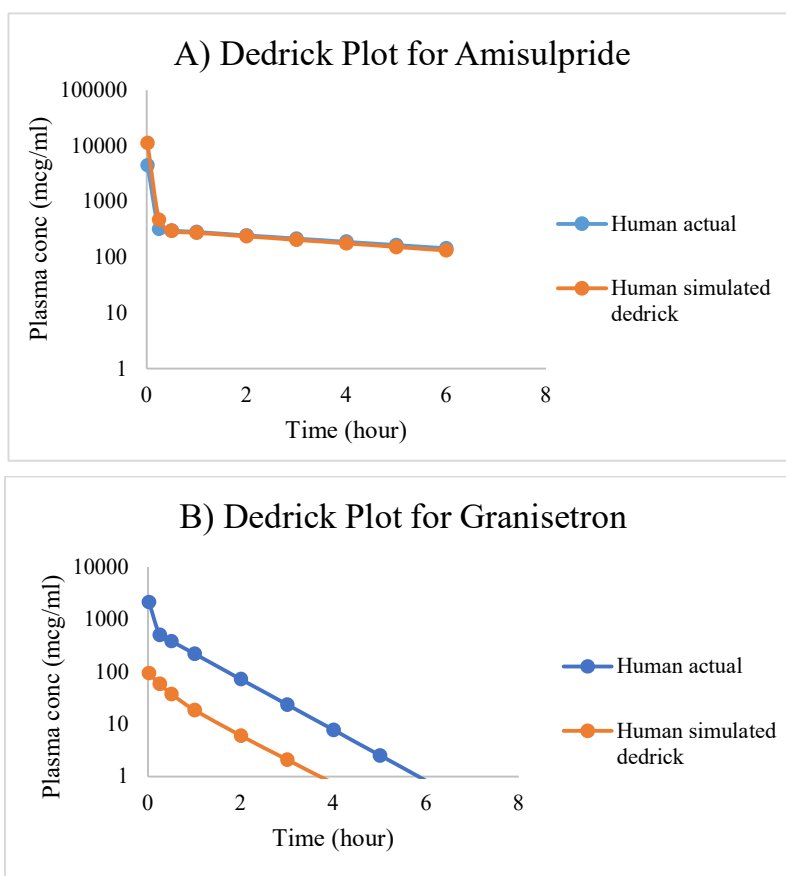 A) Dedrick Plot for Amisulpride
Plasma conc (mcg/ml)
100000
10000
1000
100
10
1
0 2 4 6 8
Time (hour)
Human actual
Human simulated
dedrick
B) Dedrick Plot for Granisetron
Plasma conc (mcg/ml)
10000
1000
100
10
1
0 2 4 6 8
Time (hour)
Human actual
Human simulated
dedrick